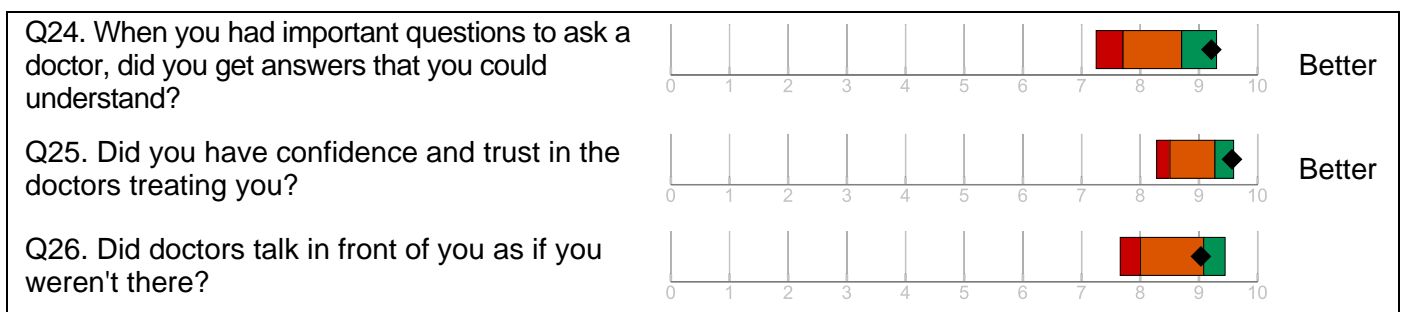 Q24. When you had important questions to ask a
doctor, did you get answers that you could
understand?
0 1 2 3 4 5 6 7 8 9 10
Better
Q25. Did you have confidence and trust in the
doctors treating you?
0 1 2 3 4 5 6 7 8 9 10
Better
Q26. Did doctors talk in front of you as if you
weren't there?
0 1 2 3 4 5 6 7 8 9 10